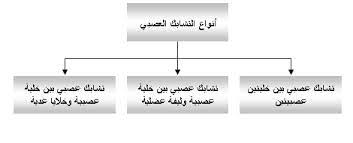 أنواع التشابك العصبي
تشابك عصبي بين خليتين
عصبيتين
تشابك عصبي بين خلية
عصبية وليفة عضلية
تشابك عصبي بين خلية
عصبية وخلايا غدية